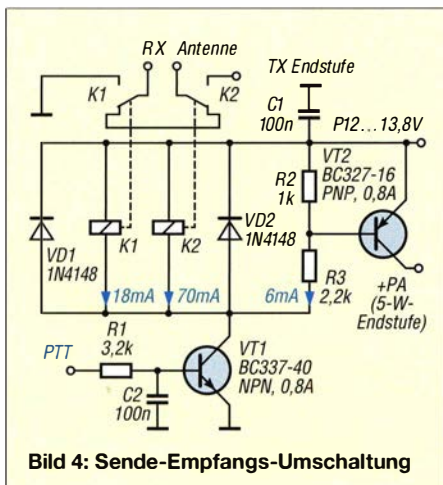 RX Antenne
TX Endstufe
K1
K2
C1
100n
P12...13,8V
VT2
BC327-16
PNP, 0,8A
R2
1k
VD1
1N4148
K1
K2
VD2
1N4148
R3
2,2k
+PA
(5-W-
Endstufe)
18mA
70mA
6mA
PTT
R1
3,2k
VT1
BC337-40
NPN, 0,8A
C2
100n
Bild 4: Sende-Empfangs-Umschaltung